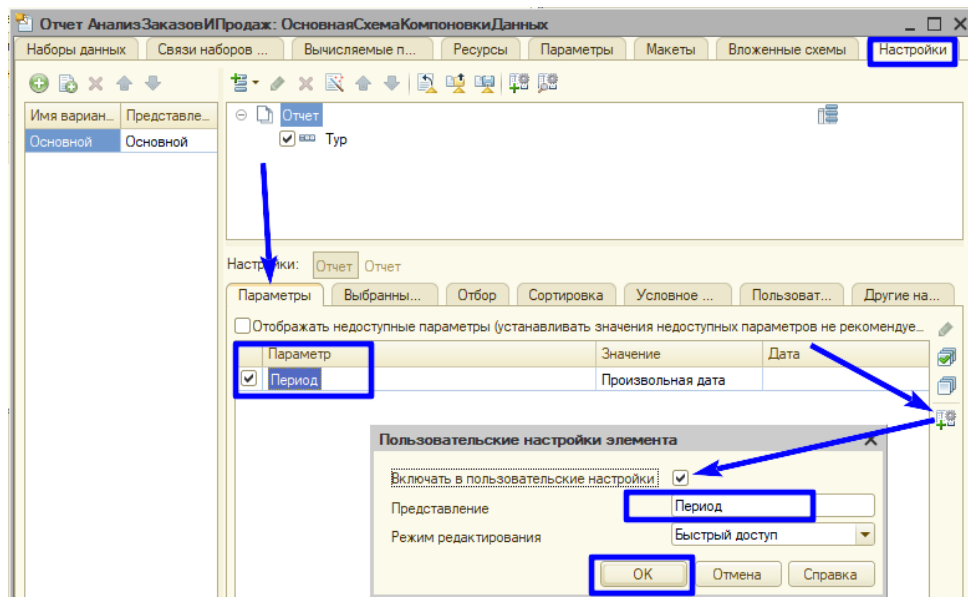 Отчет АнализЗаказовИПродаж: ОсновнаяСхемаКомпоновкиДанных
Наборы данных Связи наборов ... Вычисляемые п... Ресурсы Параметры Макеты Вложенные схемы Настройки
Имя вариан... Представле...
Основной Основной
Отчет
Тур
Настройки: Отчет Отчет
Параметры Выбранны... Отбор Сортировка Условное ... Пользоват... Другие на...
Отображать недоступные параметры (устанавливать значения недоступных параметров не рекомендуе...
Параметр Значение Дата
Период Произвольная дата
Пользовательские настройки элемента
Включать в пользовательские настройки
Представление Период
Режим редактирования Быстрый доступ
ОК Отмена Справка